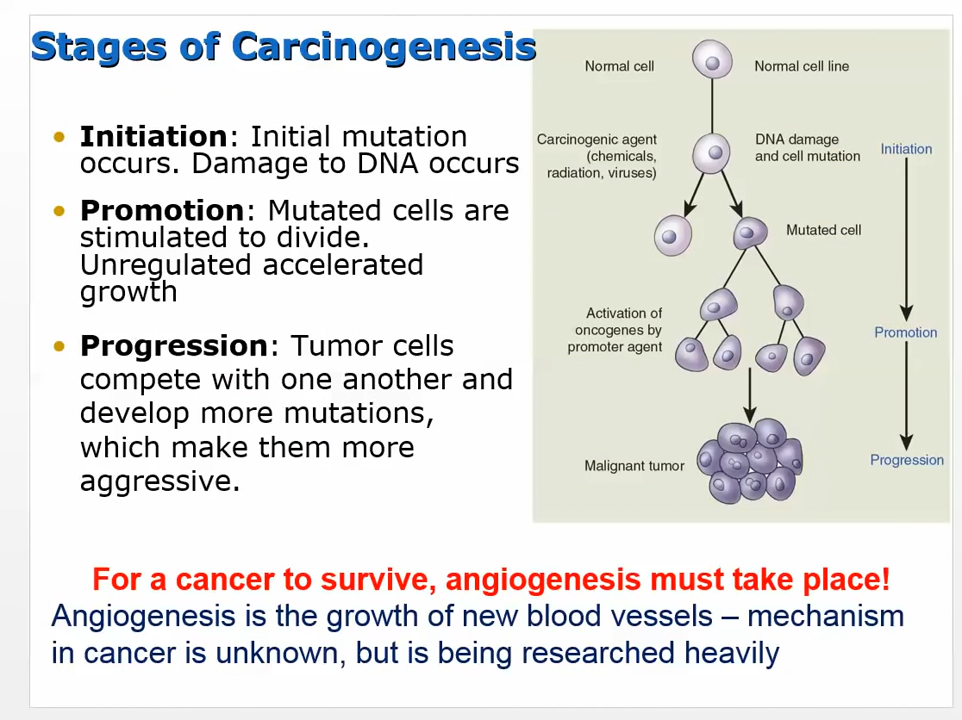 Stages of Carcinogenesis
• Initiation: Initial mutation
occurs. Damage to DNA occurs
• Promotion: Mutated cells are
stimulated to divide.
Unregulated accelerated
growth
• Progression: Tumor cells
compete with one another and
develop more mutations,
which make them more
aggressive.
Normal cell
Normal cell line
Carcinogenic agent
(chemicals,
radiation, viruses)
DNA damage
and cell mutation
Initiation
Mutated cell
Activation of
oncogenes by
promoter agent
Promotion
Malignant tumor
Progression
For a cancer to survive, angiogenesis must take place!
Angiogenesis is the growth of new blood vessels – mechanism
in cancer is unknown, but is being researched heavily